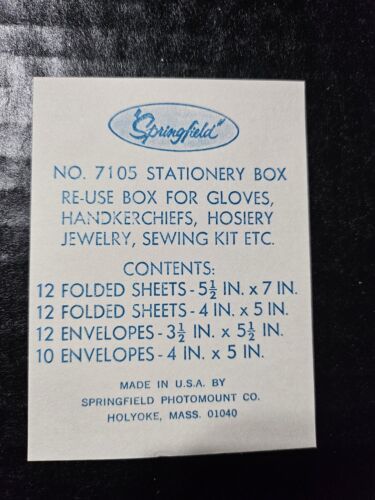 "Springfield"
NO. 7105 STATIONERY BOX
RE-USE BOX FOR GLOVES,
HANDKERCHIEFS, HOSIERY
JEWELRY, SEWING KIT ETC.
CONTENTS:
12 FOLDED SHEETS - 5½ IN. x 7 IN.
12 FOLDED SHEETS - 4 IN. x 5 IN.
12 ENVELOPES - 3½ IN. x 5½ IN.
10 ENVELOPES - 4 IN. x 5 IN.
MADE IN U.S.A. BY
SPRINGFIELD PHOTOMOUNT CO.
HOLYOKE, MASS. 01040